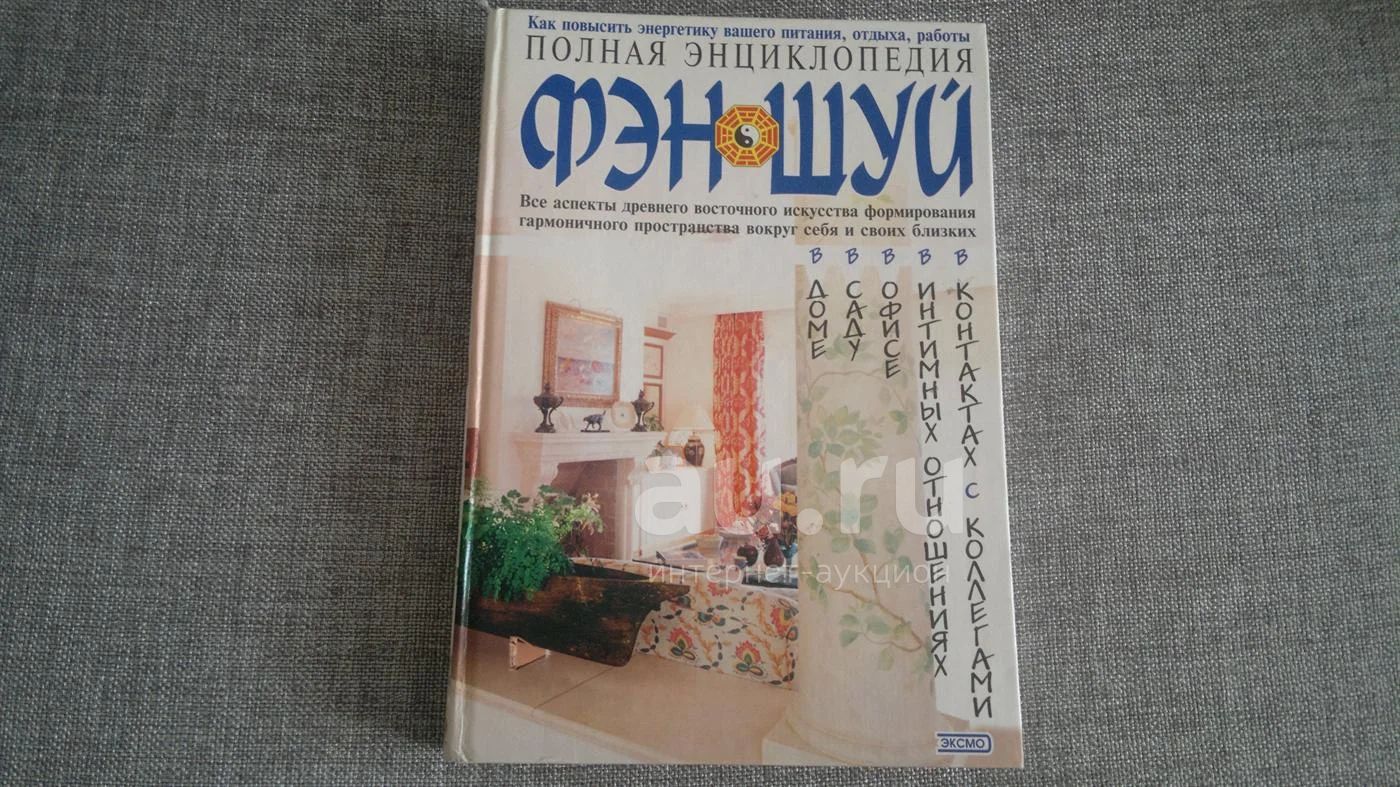 Как повысить энергетику вашего питания, отдыха, работы
ПОЛНАЯ ЭНЦИКЛОПЕДИЯ
ФЭН ШУЙ
Все аспекты древнего восточного искусства формирования
гармоничного пространства вокруг себя и своих близких
В ДОМЕ
В САДУ
В ОФИСЕ
В ИНТИМНЫХ ОТНОШЕНИЯХ
В КОНТАКТАХ С КОЛЛЕГАМИ
au.ru
интернет-аукцион
ЭКСМО